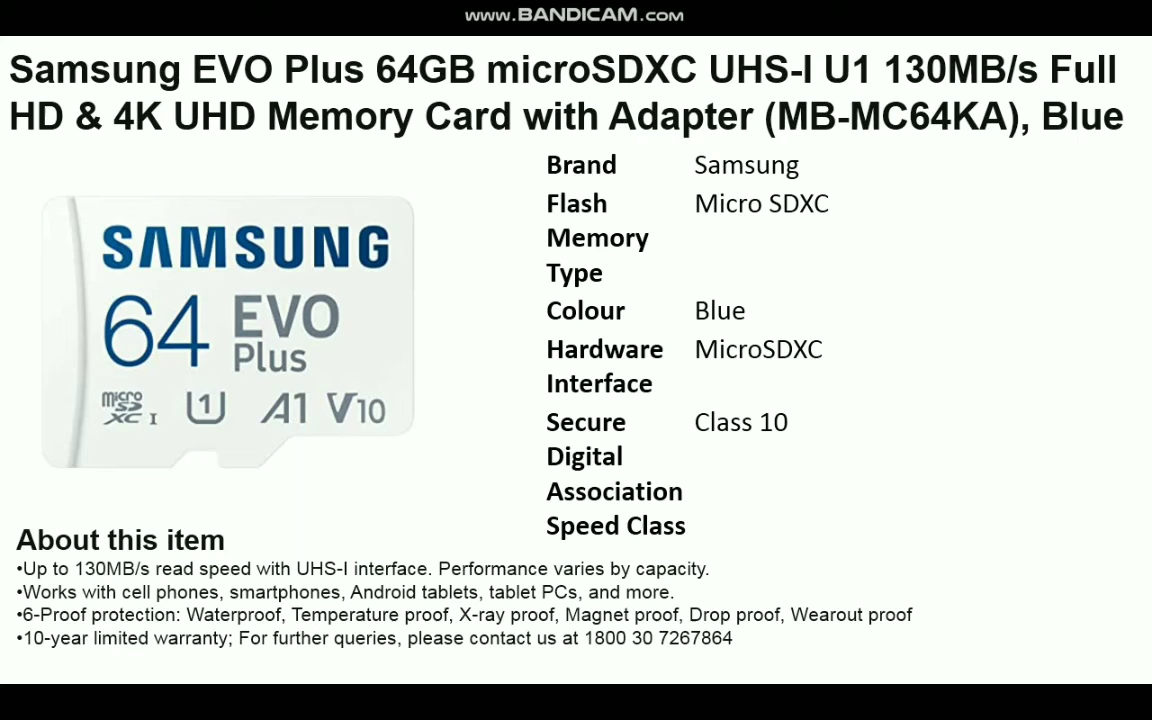 www.BANDICAM.com
Samsung EVO Plus 64GB microSDXC UHS-I U1 130MB/s Full
HD & 4K UHD Memory Card with Adapter (MB-MC64KA), Blue
SAMSUNG
64 EVO
Plus
micro SD XC I U1 A1 V10
Brand Samsung
Flash Micro SDXC
Memory
Type
Colour Blue
Hardware MicroSDXC
Interface
Secure Class 10
Digital
Association
Speed Class
About this item
•Up to 130MB/s read speed with UHS-I interface. Performance varies by capacity.
•Works with cell phones, smartphones, Android tablets, tablet PCs, and more.
•6-Proof protection: Waterproof, Temperature proof, X-ray proof, Magnet proof, Drop proof, Wearout proof
•10-year limited warranty; For further queries, please contact us at 1800 30 7267864